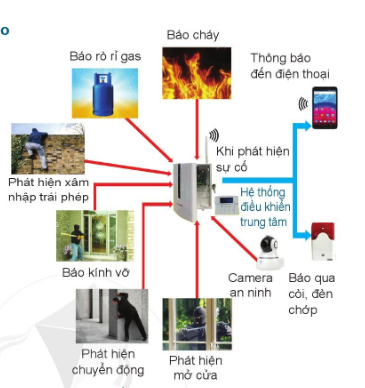 o
Báo cháy
Báo rò rỉ gas
Thông báo
đến điện thoại
Khi phát hiện
sự cố
Phát hiện xâm
nhập trái phép
Hệ thống
điều khiển
trung tâm
Báo kính vỡ
Camera
an ninh
Báo qua
còi, đèn
chớp
Phát hiện
chuyển động
Phát hiện
mở cửa